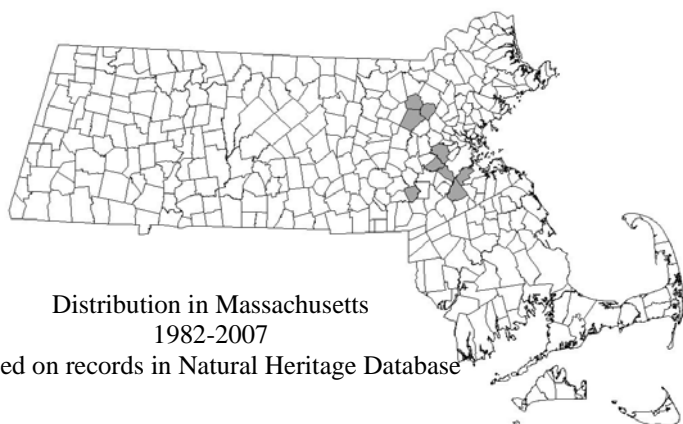 Distribution in Massachusetts
1982-2007
ed on records in Natural Heritage Database